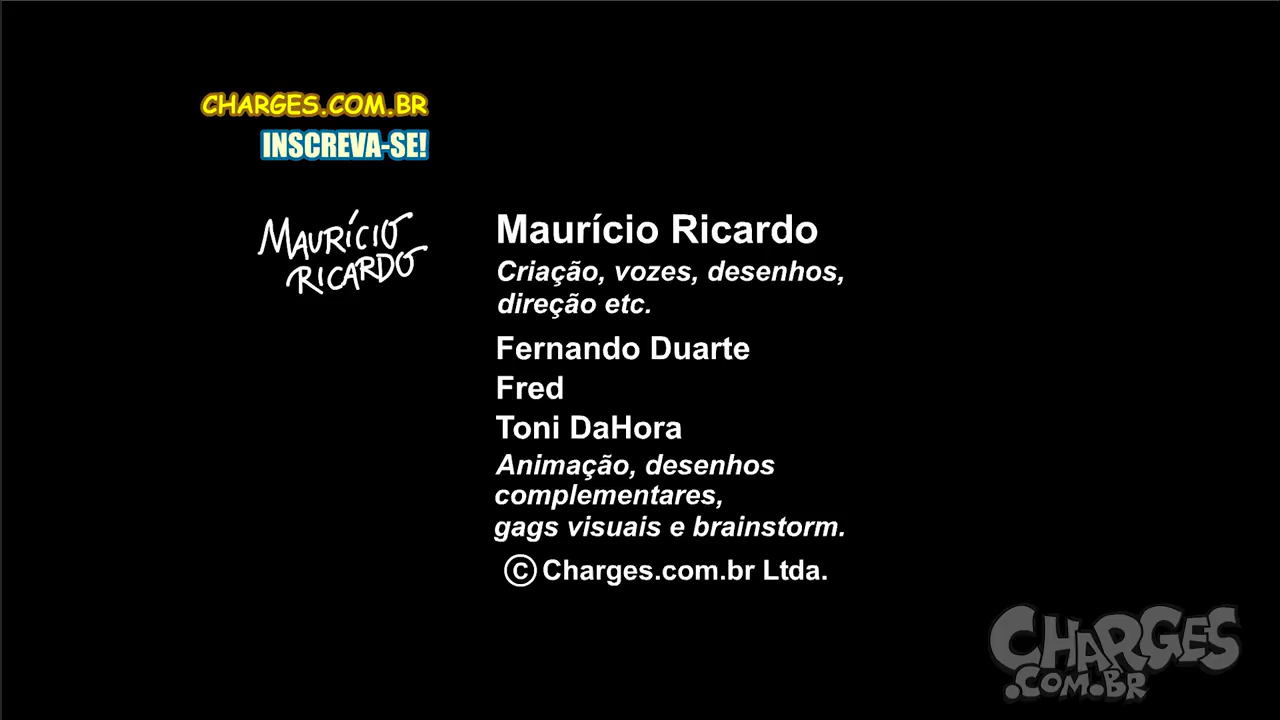 CHARGES.COM.BR
INSCREVA-SE!
MAURÍCIO
RICARDO
Maurício Ricardo
Criação, vozes, desenhos,
direção etc.
Fernando Duarte
Fred
Toni DaHora
Animação, desenhos
complementares,
gags visuais e brainstorm.
© Charges.com.br Ltda.
CHARGES
.COM.BR